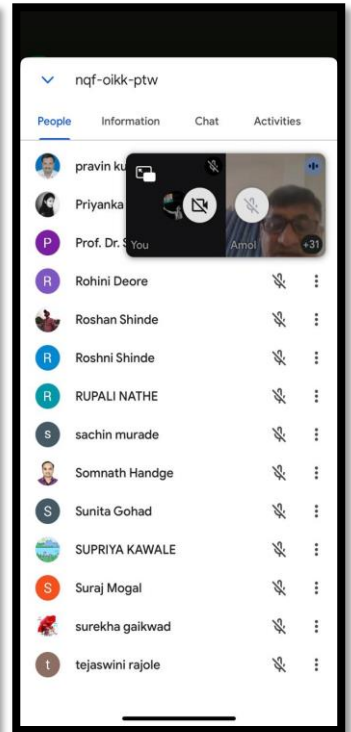 nqf-oikk-ptw
People Information Chat Activities
pravin ku
Priyanka
P Prof. Dr. S
You
Amol
+31
R Rohini Deore
Roshan Shinde
R Roshni Shinde
R RUPALI NATHE
s sachin murade
Somnath Handge
S Sunita Gohad
SUPRIYA KAWALE
S Suraj Mogal
surekha gaikwad
t tejaswini rajole